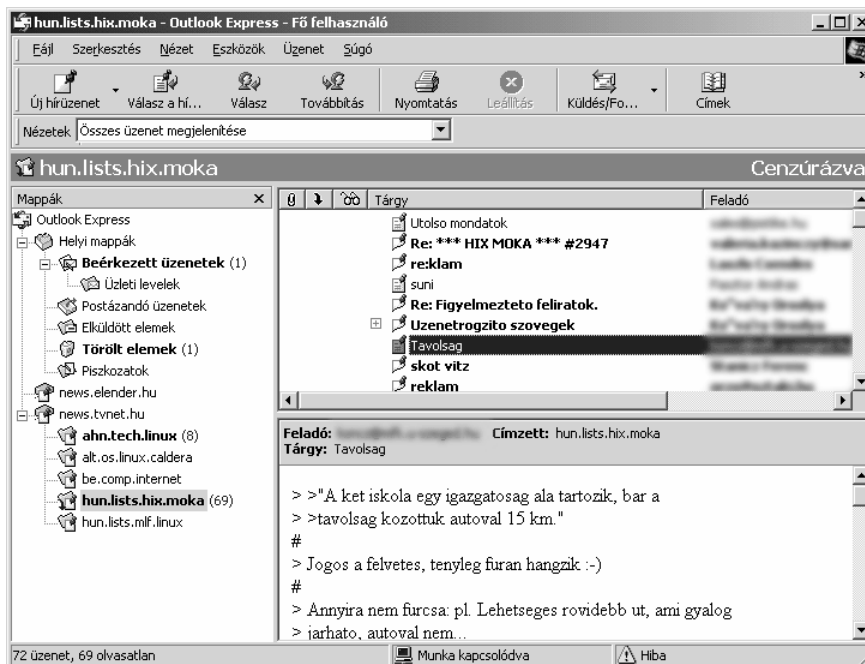 hun.lists.hix.moka - Outlook Express - Fő felhasználó
Fájl Szerkesztés Nézet Eszközök Üzenet Súgó
Új hírüzenet Válasz a hí... Válasz Továbbítás Nyomtatás Leállítás Küldés/Fo... Címek
Nézetek Összes üzenet megjelenítése
hun.lists.hix.moka Cenzúrázva
Mappák
Outlook Express
Helyi mappák
Beérkezett üzenetek (1)
Üzleti levelek
Postázandó üzenetek
Elküldött elemek
Törölt elemek (1)
Piszkozatok
news.elender.hu
news.tvnet.hu
ahn.tech.linux (8)
alt.os.linux.caldera
be.comp.internet
hun.lists.hix.moka (69)
hun.lists.mlf.linux
Tárgy Feladó
Utolso mondatok
Re: *** HIX MOKA *** #2947
re:klam
suni
Re: Figyelmezteto feliratok.
Uzenetrogzito szovegek
Tavolsag
skot vitz
reklam
Feladó: Címzett: hun.lists.hix.moka
Tárgy: Tavolsag
> >"A ket iskola egy igazgatosag ala tartozik, bar a
> >tavolsag kozottuk autoval 15 km."
#
> Jogos a felvetes, tenyleg furan hangzik :-)
#
> Annyira nem furcsa: pl. Lehetseges rovidebb ut, ami gyalog
> jarhato, autoval nem...
72 üzenet, 69 olvasatlan Munka kapcsolódva Hiba